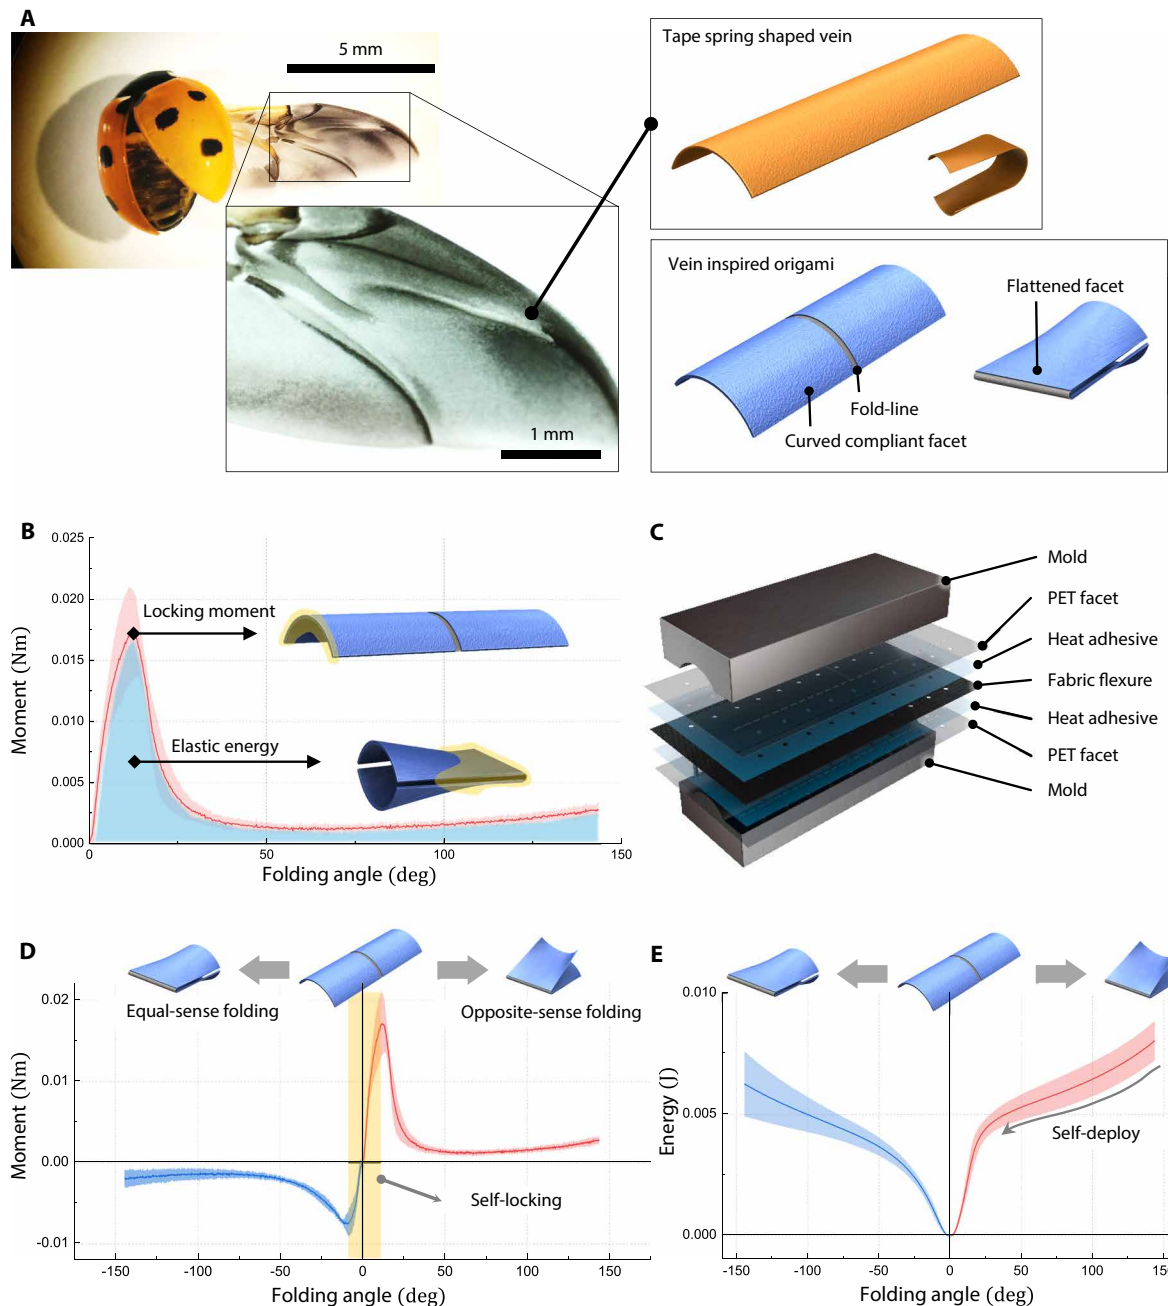 A
5 mm
1 mm
Tape spring shaped vein
Vein inspired origami
Flattened facet
Fold-line
Curved compliant facet
B
Moment (Nm)
0.025
0.020
0.015
0.010
0.005
0.000
Locking moment
Elastic energy
0
50
100
150
Folding angle (deg)
C
Mold
PET facet
Heat adhesive
Fabric flexure
Heat adhesive
PET facet
Mold
D
Equal-sense folding
Opposite-sense folding
Moment (Nm)
0.02
0.01
0.00
-0.01
Self-locking
-150
-100
-50
0
50
100
150
Folding angle (deg)
E
Energy (J)
0.010
0.005
0.000
Self-deploy
-150
-100
-50
0
50
100
150
Folding angle (deg)